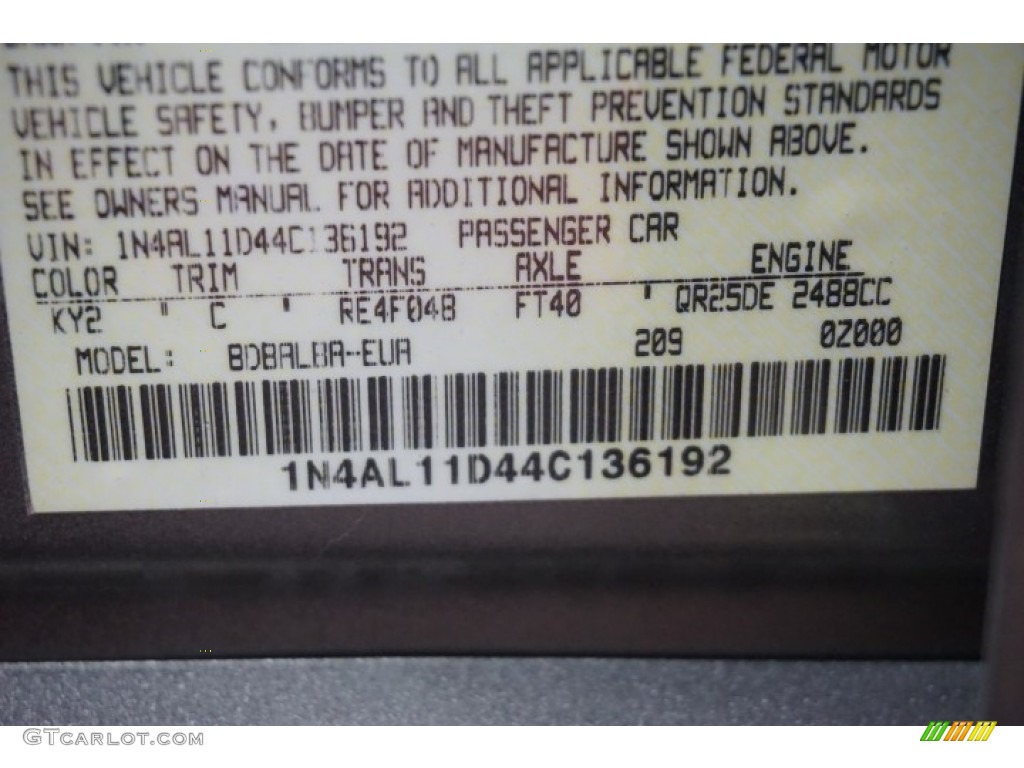 THIS VEHICLE CONFORMS TO ALL APPLICABLE FEDERAL MOTOR
VEHICLE SAFETY, BUMPER AND THEFT PREVENTION STANDARDS
IN EFFECT ON THE DATE OF MANUFACTURE SHOWN ABOVE.
SEE OWNERS MANUAL FOR ADDITIONAL INFORMATION.
VIN: 1N4AL11D44C136192 PASSENGER CAR
COLOR TRIM TRANS AXLE ENGINE
KY2 " C ' RE4F04B FT40 ' QR25DE 2488CC
MODEL: BDBALBA-EUA 209 0Z000
1N4AL11D44C136192
GTCarlot.com